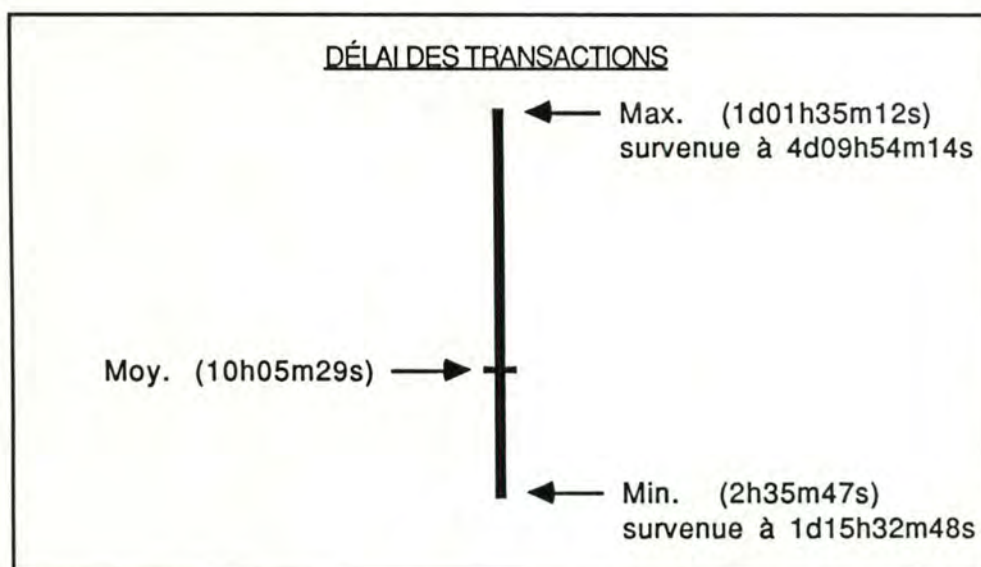 DÉLAI DES TRANSACTIONS
Max. (1d01h35m12s)
survenue à 4d09h54m14s
Moy. (10h05m29s)
Min. (2h35m47s)
survenue à 1d15h32m48s